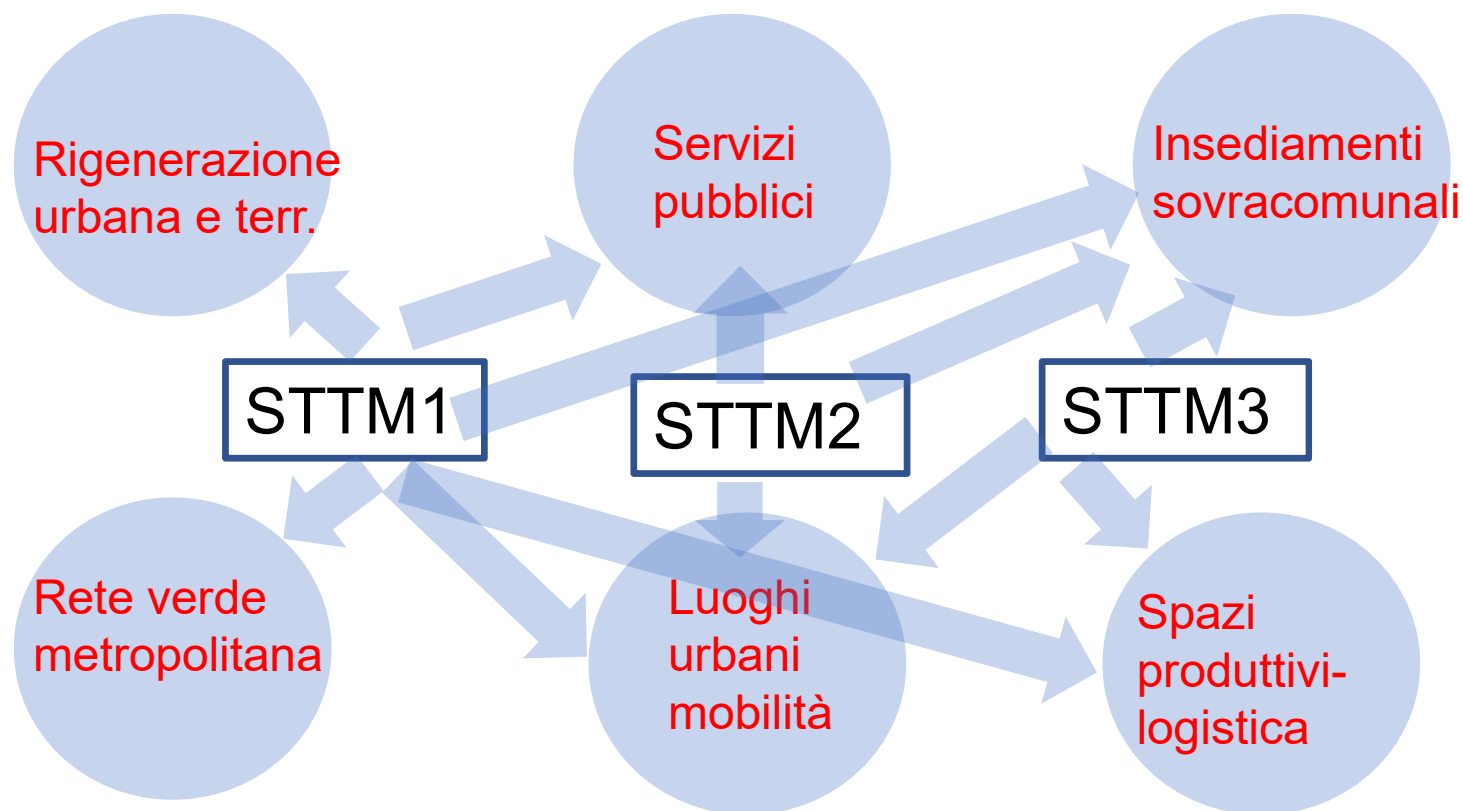 Rigenerazione
urbana e terr.
Servizi
pubblici
Insediamenti
sovracomunali
STTM1
STTM2
STTM3
Rete verde
metropolitana
Luoghi
urbani
mobilità
Spazi
produttivi-
logistica